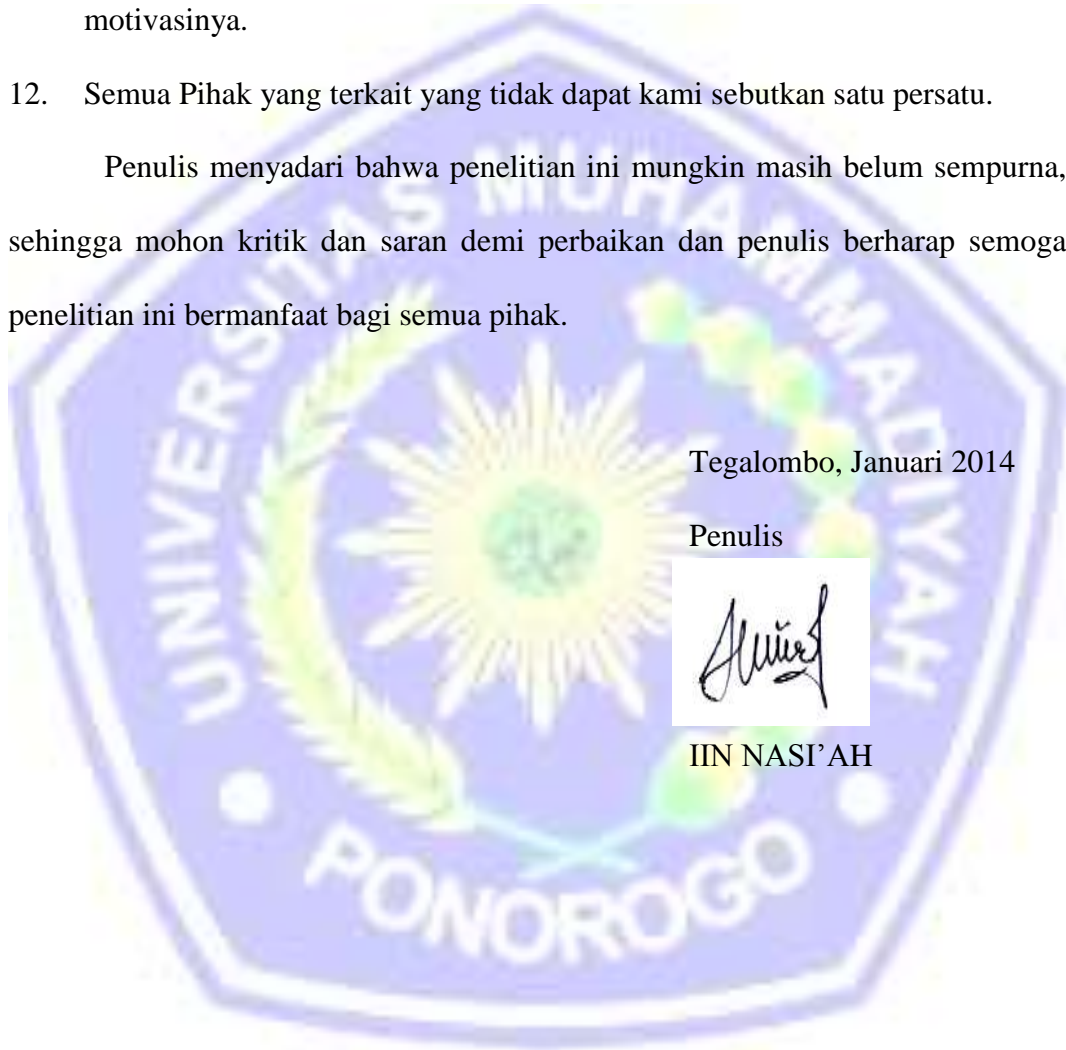 motivasinya.
12. Semua Pihak yang terkait yang tidak dapat kami sebutkan satu persatu.
Penulis menyadari bahwa penelitian ini mungkin masih belum sempurna,
sehingga mohon kritik dan saran demi perbaikan dan penulis berharap semoga
penelitian ini bermanfaat bagi semua pihak.
Tegalombo, Januari 2014
Penulis
IIN NASI’AH
UNIVERSITAS MUHAMMADIYAH
PONOROGO